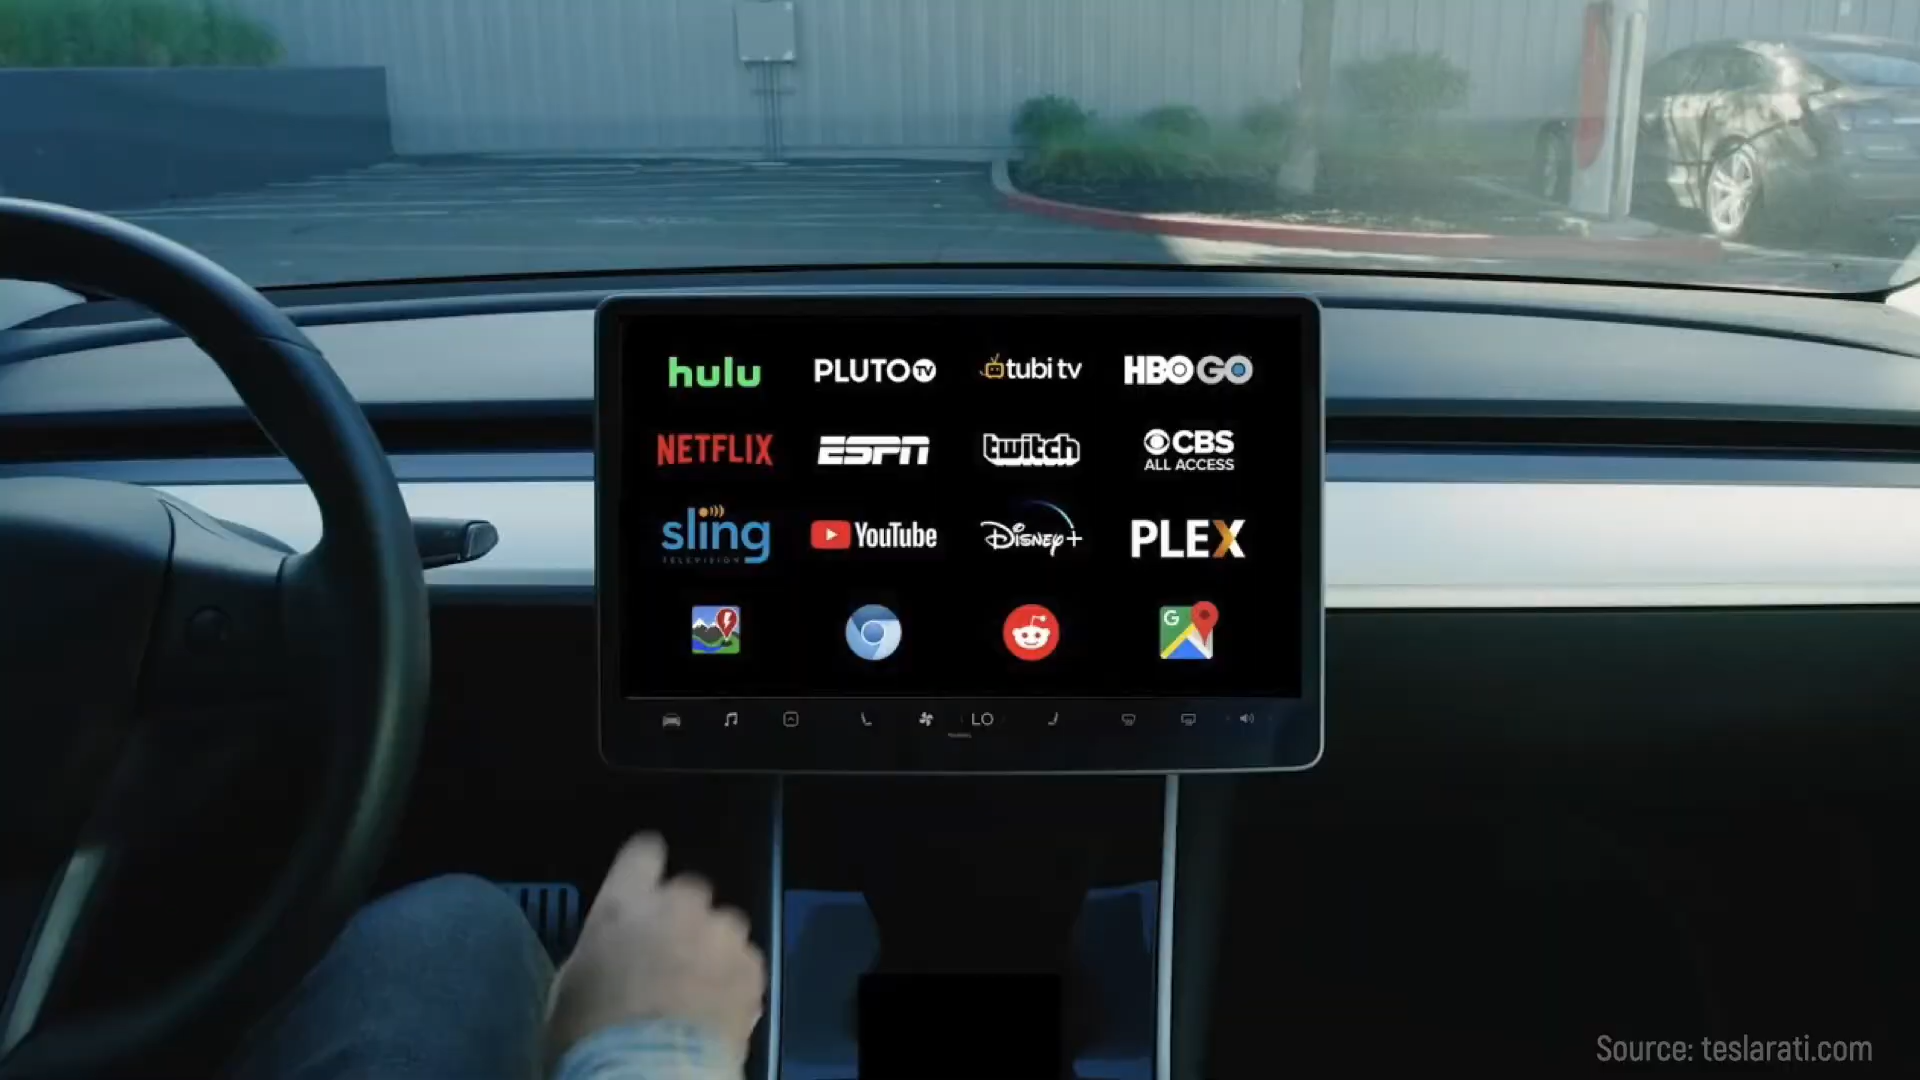 hulu
PLUTO TV
tubi tv
HBO GO
NETFLIX
ESPN
twitch
CBS
ALL ACCESS
sling
TELEVISION
YouTube
Disney+
PLEX
G
LO
Source: teslarati.com